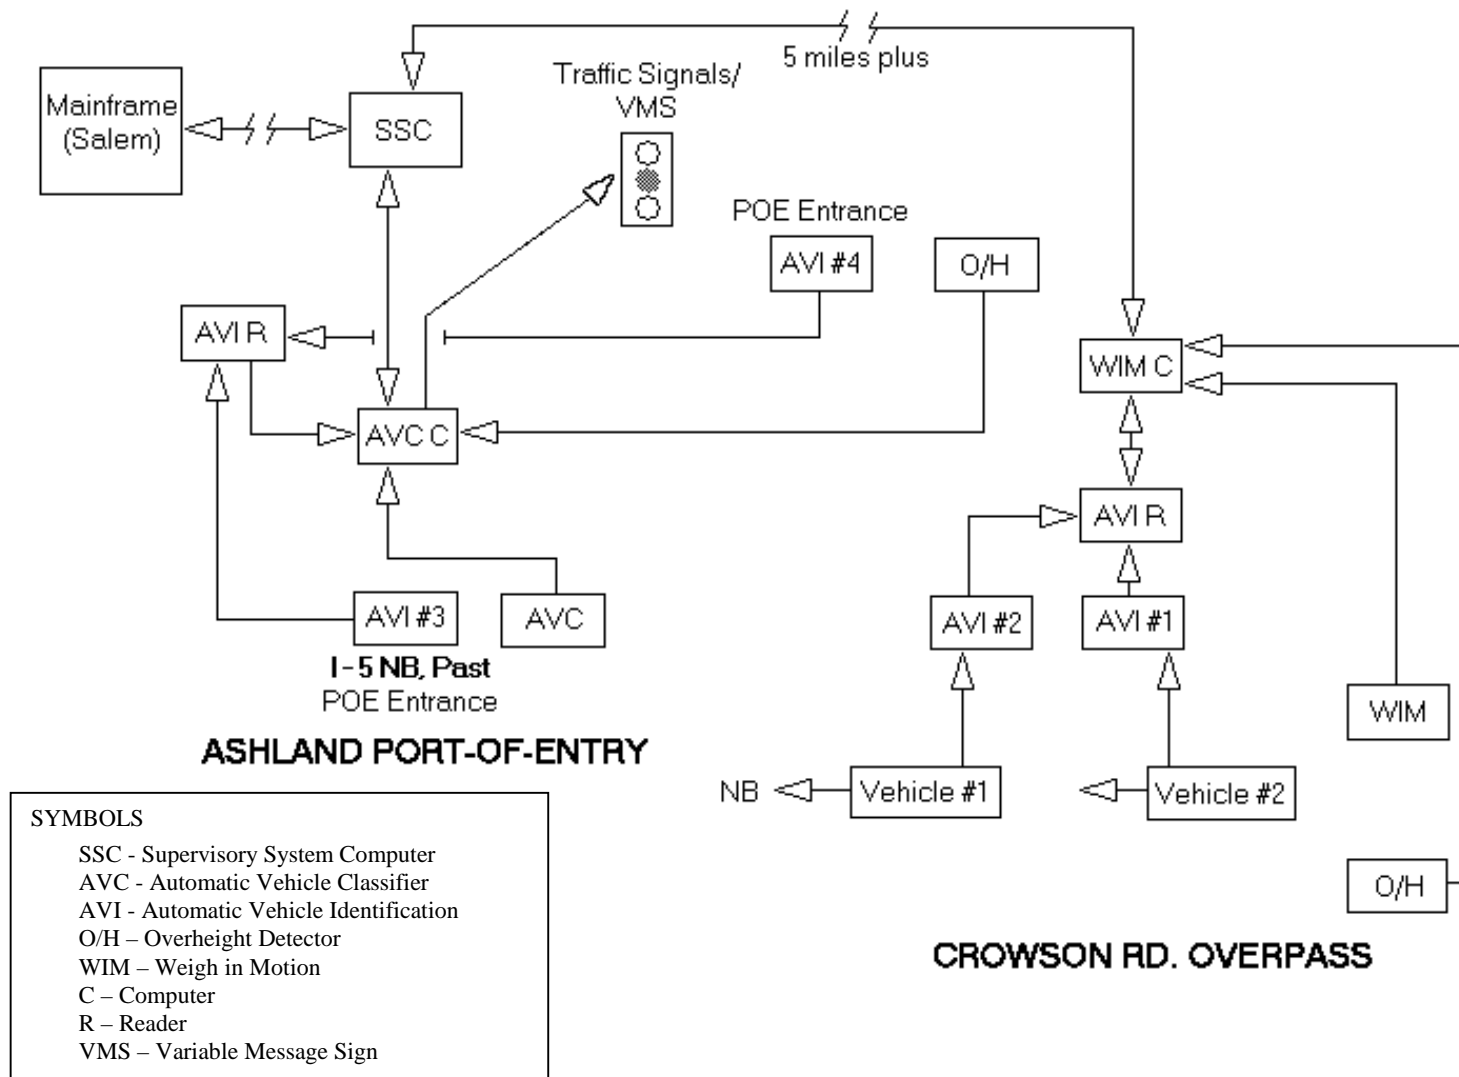 5 miles plus
Traffic Signals/
VMS
Mainframe
(Salem)
SSC
POE Entrance
AVI #4
O/H
AVI R
WIM C
AVC C
AVI R
AVI #3
AVC
AVI #2
AVI #1
I-5 NB, Past
POE Entrance
WIM
ASHLAND PORT-OF-ENTRY
NB
Vehicle #1
Vehicle #2
O/H
CROWSON RD. OVERPASS
SYMBOLS
SSC - Supervisory System Computer
AVC - Automatic Vehicle Classifier
AVI - Automatic Vehicle Identification
O/H – Overheight Detector
WIM – Weigh in Motion
C – Computer
R – Reader
VMS – Variable Message Sign